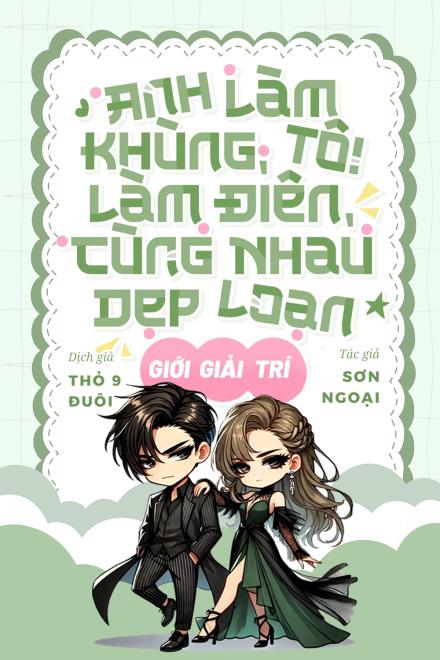 ANH LÀM
KHÙNG, TÔI
LÀM ĐIÊN,
CÙNG NHAU
DẸP LOẠN
GIỚI GIẢI TRÍ
Dịch giả
THỎ 9
ĐUÔI
Tác giả
SƠN
NGOẠI